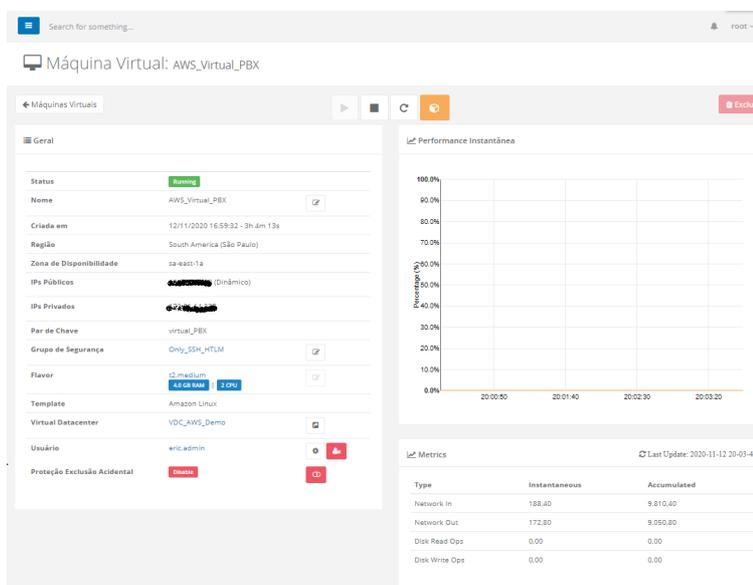 Search for something...
root
Máquina Virtual: AWS_Virtual_PBX
Máquinas Virtuais
Geral
Status Running
Nome AWS_Virtual_PBX
Criada em 12/11/2020 16:59:32 - 3h 4m 13s
Região South America (São Paulo)
Zona de Disponibilidade sa-east-1a
IPs Públicos (Dinâmico)
IPs Privados
Par de Chave virtual_PBX
Grupo de Segurança Only_SSH_HTLM
Flavor t2.medium
4.0 GB RAM | 2 CPU
Template Amazon Linux
Virtual Datacenter VDC_AWS_Demo
Usuário eric.admin
Proteção Exclusão Acidental Disable
Exclu
Performance Instantânea
Percentage (%)
100.0%
90.0%
80.0%
70.0%
60.0%
50.0%
40.0%
30.0%
20.0%
10.0%
0.0%
20:00:50 20:01:40 20:02:30 20:03:20
Metrics Last Update: 2020-11-12 20-03-4
Type Instantaneous Accumulated
Network In 188,40 9.810,40
Network Out 172,80 9.050,80
Disk Read Ops 0,00 0.00
Disk Write Ops 0,00 0.00